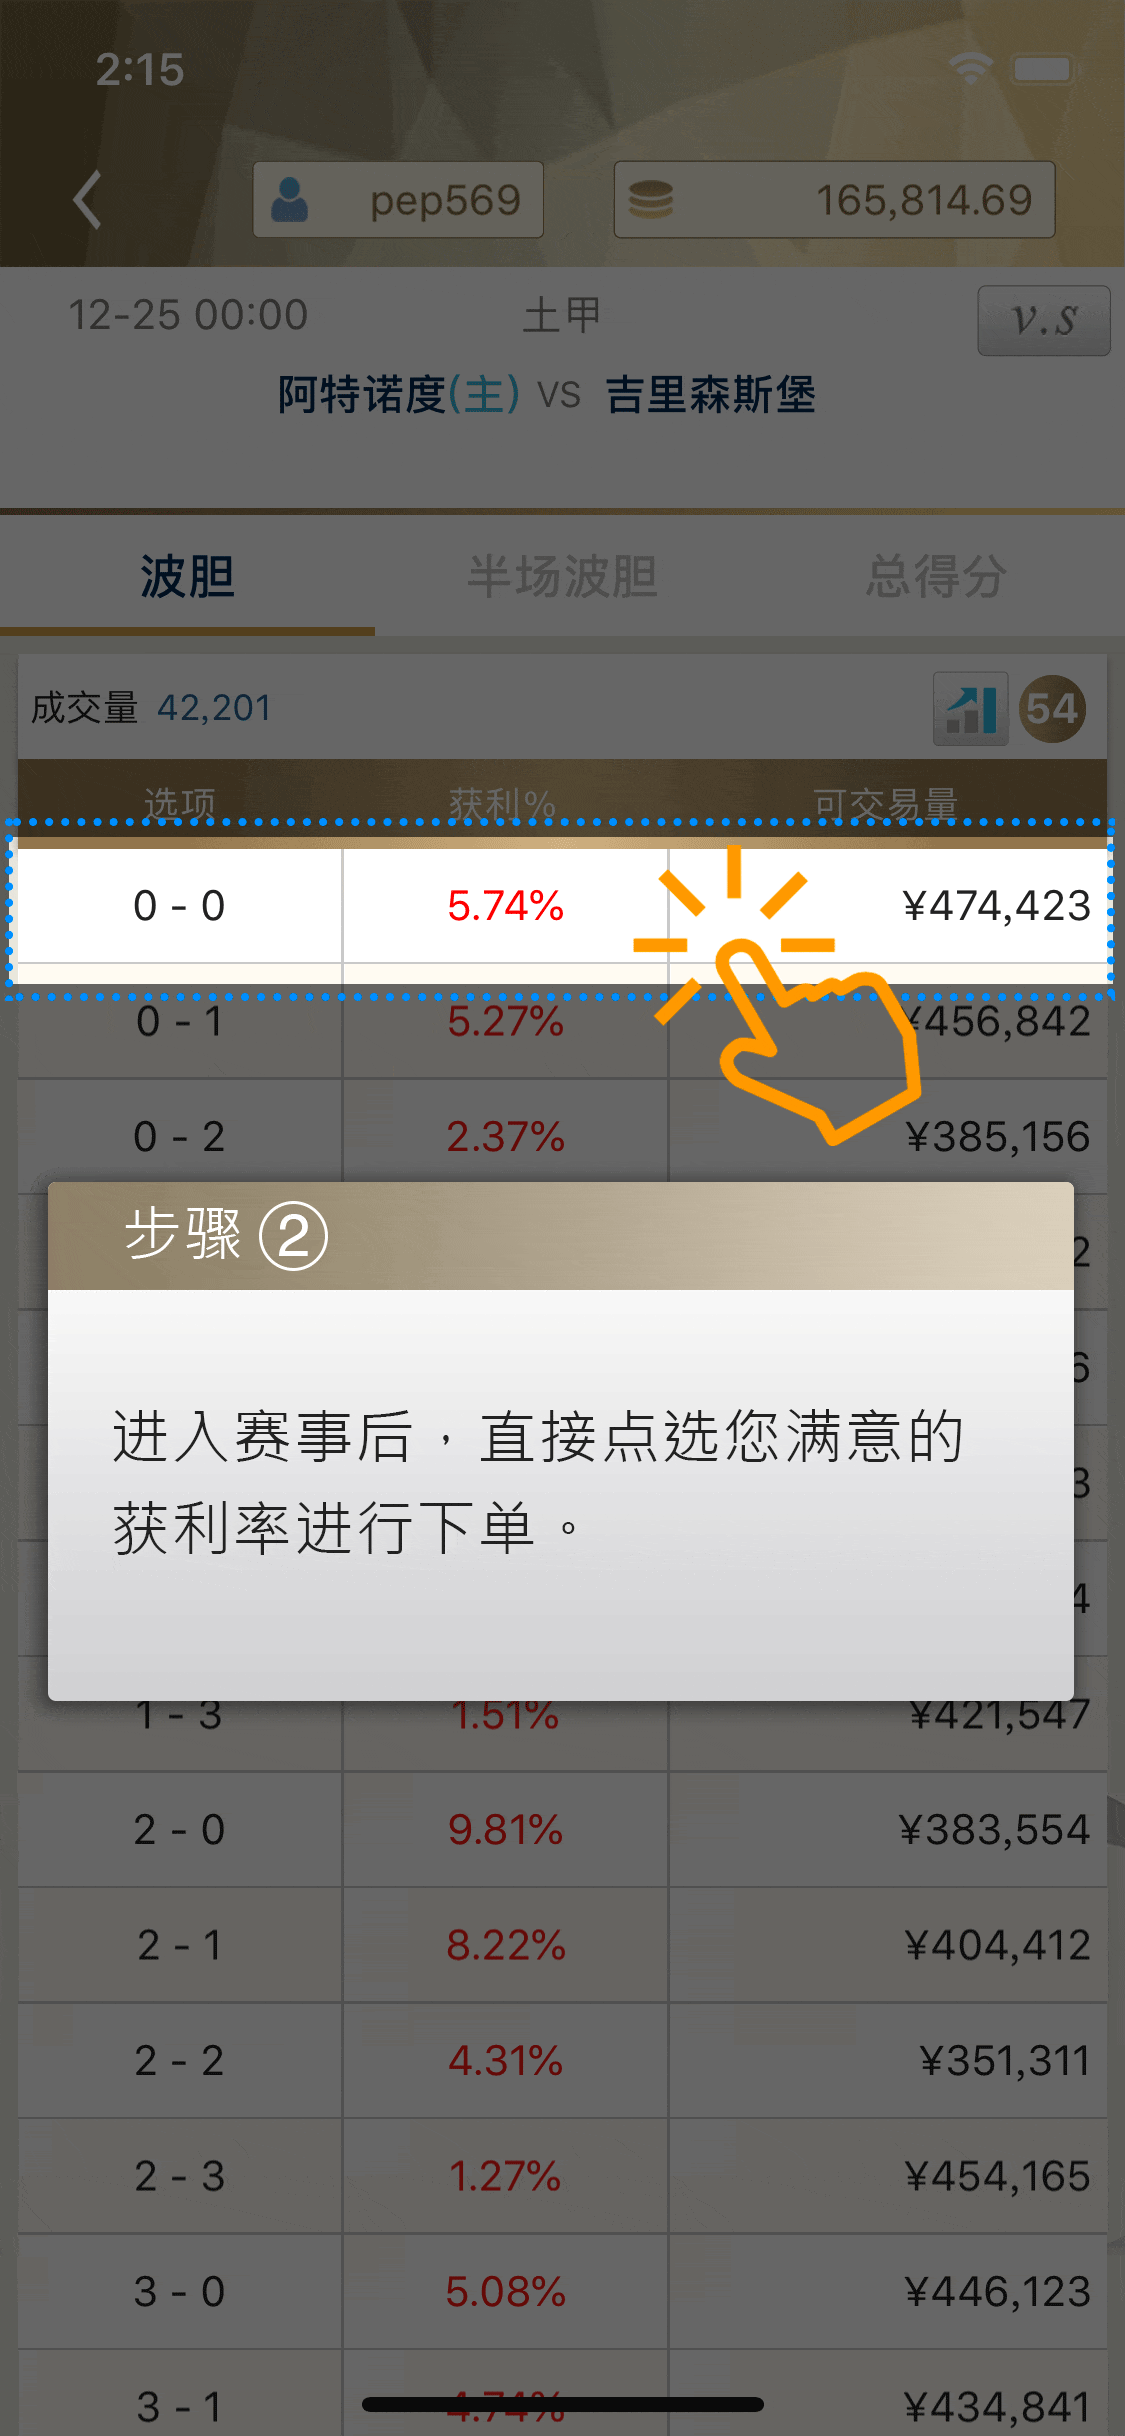 2:15
pep569
165,814.69
12-25 00:00
土甲
v.s
阿特诺度(主) VS 吉里森斯堡
波胆
半场波胆
总得分
成交量 42,201
54
选项 获利% 可交易量
0 - 0 5.74% ¥474,423
0 - 1 5.27% ¥456,842
0 - 2 2.37% ¥385,156
步骤 ②
2
进入赛事后，直接点选您满意的
获利率进行下单。
6
3
4
1 - 3 1.51% ¥421,547
2 - 0 9.81% ¥383,554
2 - 1 8.22% ¥404,412
2 - 2 4.31% ¥351,311
2 - 3 1.27% ¥454,165
3 - 0 5.08% ¥446,123
3 - 1 4.74% ¥434,841